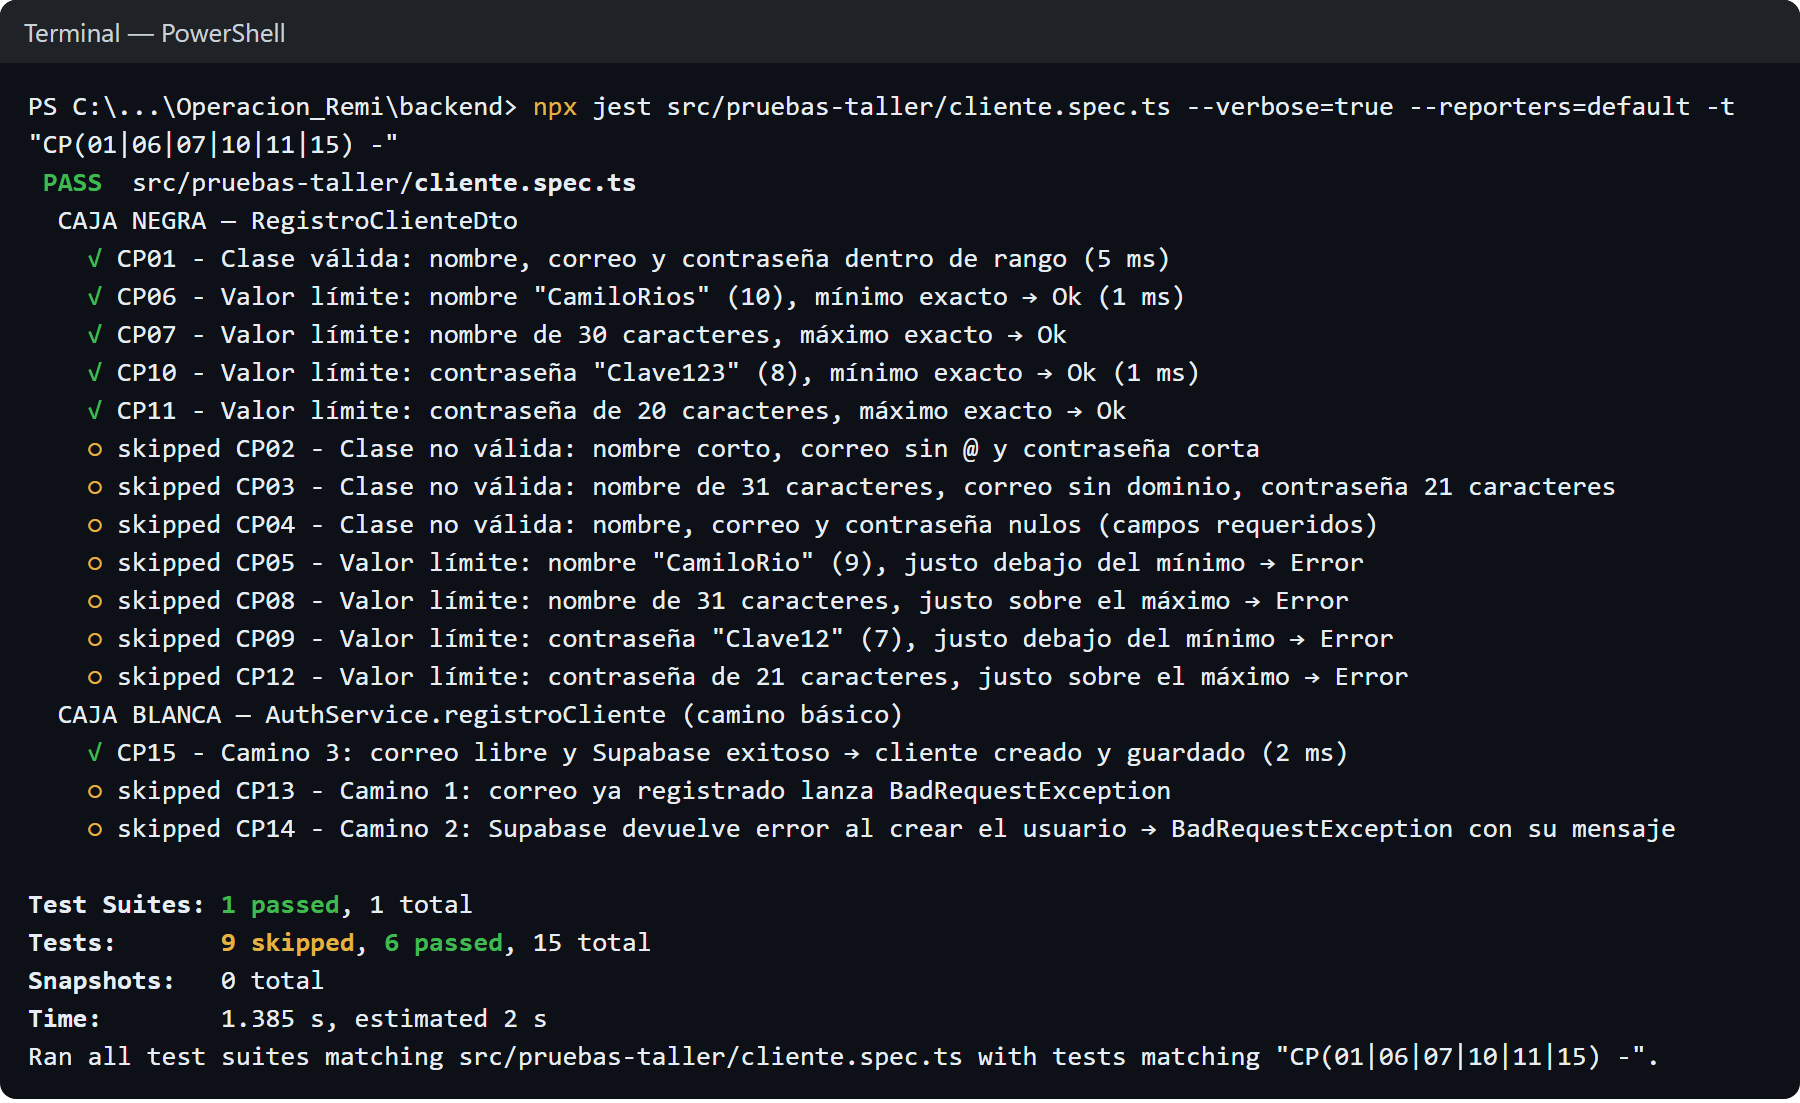 Terminal — PowerShell
PS C:\...\Operacion_Remi\backend> npx jest src/pruebas-taller/cliente.spec.ts --verbose=true --reporters=default -t
"CP(01|06|07|10|11|15) -"
PASS src/pruebas-taller/cliente.spec.ts
CAJA NEGRA — RegistroClienteDto
√ CP01 - Clase válida: nombre, correo y contraseña dentro de rango (5 ms)
√ CP06 - Valor límite: nombre "CamiloRios" (10), mínimo exacto → Ok (1 ms)
√ CP07 - Valor límite: nombre de 30 caracteres, máximo exacto → Ok
√ CP10 - Valor límite: contraseña "Clave123" (8), mínimo exacto → Ok (1 ms)
√ CP11 - Valor límite: contraseña de 20 caracteres, máximo exacto → Ok
○ skipped CP02 - Clase no válida: nombre corto, correo sin @ y contraseña corta
○ skipped CP03 - Clase no válida: nombre de 31 caracteres, correo sin dominio, contraseña 21 caracteres
○ skipped CP04 - Clase no válida: nombre, correo y contraseña nulos (campos requeridos)
○ skipped CP05 - Valor límite: nombre "CamiloRio" (9), justo debajo del mínimo → Error
○ skipped CP08 - Valor límite: nombre de 31 caracteres, justo sobre el máximo → Error
○ skipped CP09 - Valor límite: contraseña "Clave12" (7), justo debajo del mínimo → Error
○ skipped CP12 - Valor límite: contraseña de 21 caracteres, justo sobre el máximo → Error
CAJA BLANCA — AuthService.registroCliente (camino básico)
√ CP15 - Camino 3: correo libre y Supabase exitoso → cliente creado y guardado (2 ms)
○ skipped CP13 - Camino 1: correo ya registrado lanza BadRequestException
○ skipped CP14 - Camino 2: Supabase devuelve error al crear el usuario → BadRequestException con su mensaje
Test Suites: 1 passed, 1 total
Tests: 9 skipped, 6 passed, 15 total
Snapshots: 0 total
Time: 1.385 s, estimated 2 s
Ran all test suites matching src/pruebas-taller/cliente.spec.ts with tests matching "CP(01|06|07|10|11|15) -".